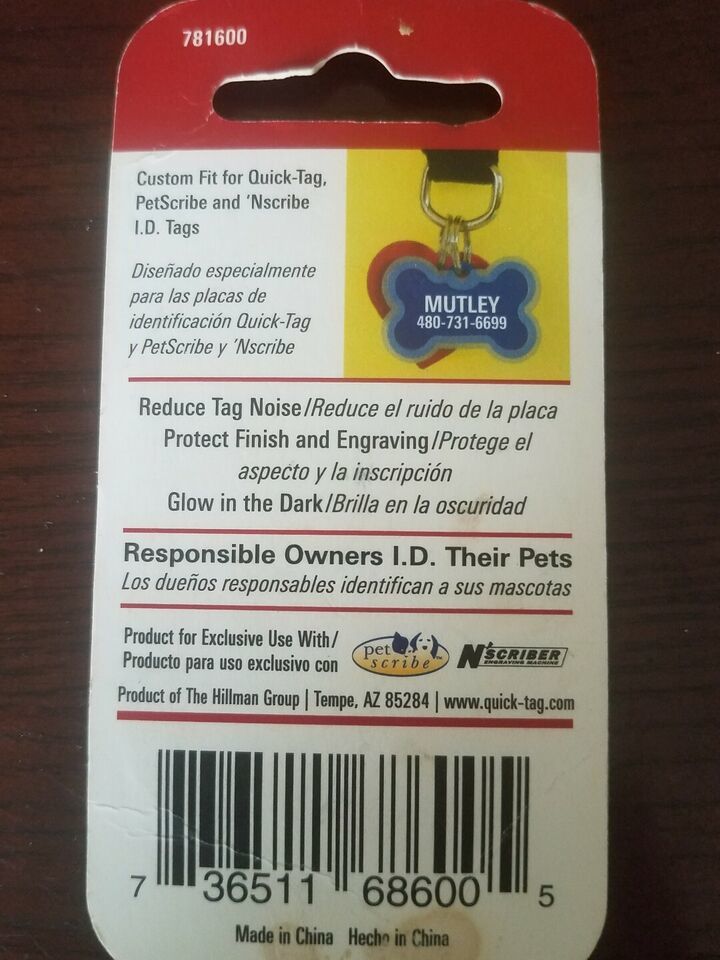 781600
Custom Fit for Quick-Tag,
PetScribe and 'Nscribe
I.D. Tags
Diseñado especialmente
para las placas de
identificación Quick-Tag
y PetScribe y 'Nscribe
MUTLEY
480-731-6699
Reduce Tag Noise/Reduce el ruido de la placa
Protect Finish and Engraving/Protege el
aspecto y la inscripción
Glow in the Dark/Brilla en la oscuridad
Responsible Owners I.D. Their Pets
Los dueños responsables identifican a sus mascotas
Product for Exclusive Use With/
Producto para uso exclusivo con
pet
scribe™
N'SCRIBER
ENGRAVING MACHINE
Product of The Hillman Group | Tempe, AZ 85284 | www.quick-tag.com
7 36511 68600 5
Made in China Hecho in China